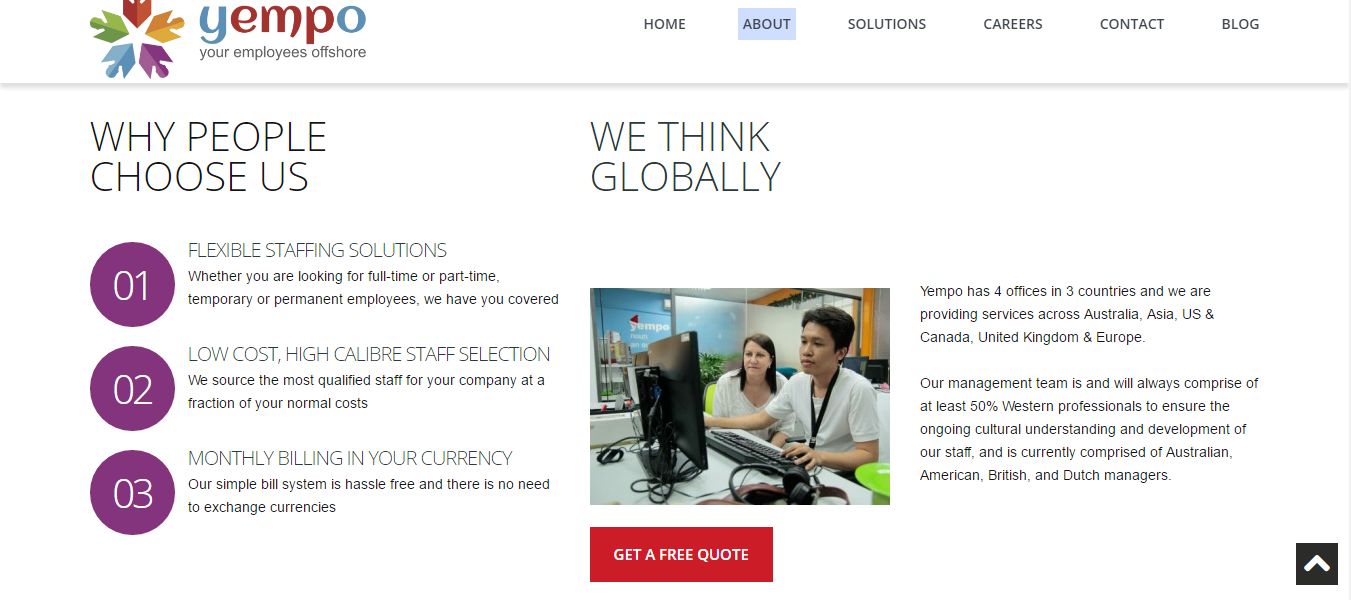 yempo
your employees offshore
HOME
ABOUT
SOLUTIONS
CAREERS
CONTACT
BLOG
WHY PEOPLE
CHOOSE US
01
FLEXIBLE STAFFING SOLUTIONS
Whether you are looking for full-time or part-time,
temporary or permanent employees, we have you covered
02
LOW COST, HIGH CALIBRE STAFF SELECTION
We source the most qualified staff for your company at a
fraction of your normal costs
03
MONTHLY BILLING IN YOUR CURRENCY
Our simple bill system is hassle free and there is no need
to exchange currencies
WE THINK
GLOBALLY
yempo
noun
Yempo has 4 offices in 3 countries and we are
providing services across Australia, Asia, US &
Canada, United Kingdom & Europe.
Our management team is and will always comprise of
at least 50% Western professionals to ensure the
ongoing cultural understanding and development of
our staff, and is currently comprised of Australian,
American, British, and Dutch managers.
GET A FREE QUOTE